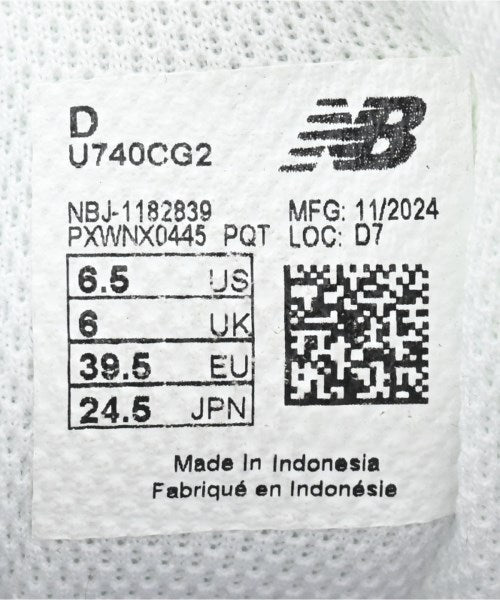 D
U740CG2
NB
NBJ-1182839 MFG: 11/2024
PXWNX0445 PQT LOC: D7
6.5 US
6 UK
39.5 EU
24.5 JPN
Made In Indonesia
Fabriqué en Indonésie